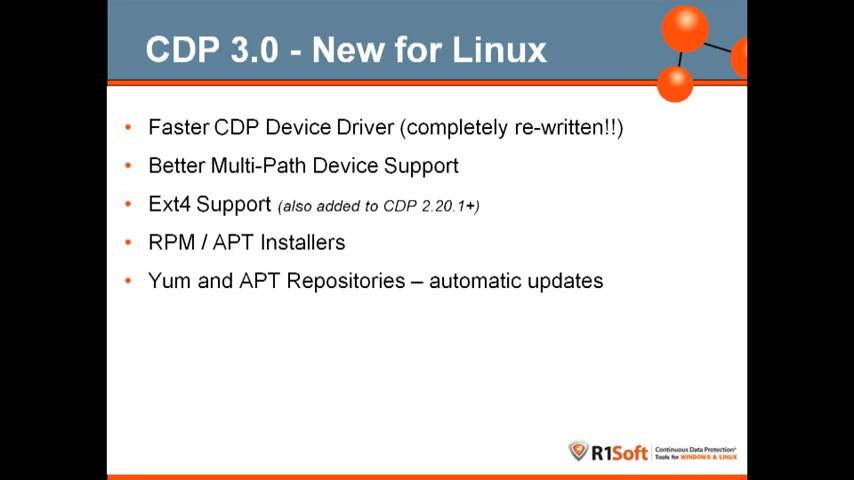 CDP 3.0 - New for Linux
• Faster CDP Device Driver (completely re-written!!)
• Better Multi-Path Device Support
• Ext4 Support (also added to CDP 2.20.1+)
• RPM / APT Installers
• Yum and APT Repositories – automatic updates
R1Soft
Continuous Data Protection®
Tools for WINDOWS & LINUX